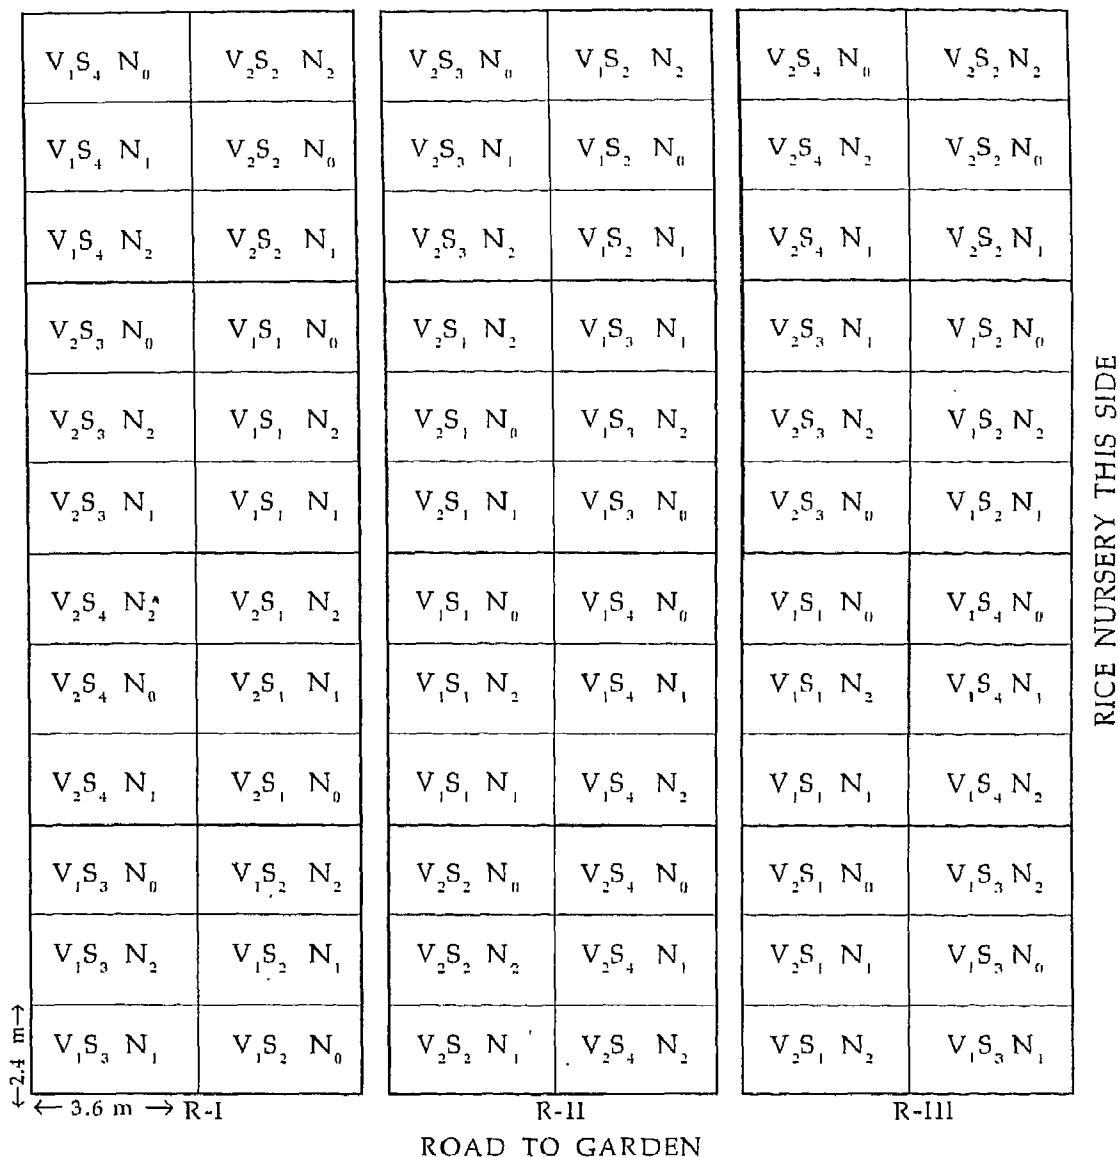 V₁S₄ N₀ V₂S₂ N₂ V₂S₃ N₀ V₁S₂ N₂ V₂S₄ N₀ V₂S₂ N₂
V₁S₄ N₁ V₂S₂ N₀ V₂S₃ N₁ V₁S₂ N₀ V₂S₄ N₂ V₂S₂ N₀
V₁S₄ N₂ V₂S₂ N₁ V₂S₃ N₂ V₁S₂ N₁ V₂S₄ N₁ V₂S₂ N₁
V₂S₃ N₀ V₁S₁ N₀ V₂S₁ N₂ V₁S₃ N₁ V₂S₃ N₁ V₁S₂ N₀
V₂S₃ N₂ V₁S₁ N₂ V₂S₁ N₀ V₁S₃ N₂ V₂S₃ N₂ V₁S₂ N₂
V₂S₃ N₁ V₁S₁ N₁ V₂S₁ N₁ V₁S₃ N₀ V₂S₃ N₀ V₁S₂ N₁
V₂S₄ N₂ V₂S₁ N₂ V₁S₁ N₀ V₁S₄ N₀ V₁S₁ N₀ V₁S₄ N₀
V₂S₄ N₀ V₂S₁ N₁ V₁S₁ N₂ V₁S₄ N₁ V₁S₁ N₂ V₁S₄ N₁
V₂S₄ N₁ V₂S₁ N₀ V₁S₁ N₁ V₁S₄ N₂ V₁S₁ N₁ V₁S₄ N₂
V₁S₃ N₀ V₁S₂ N₂ V₂S₂ N₀ V₂S₄ N₀ V₂S₁ N₀ V₁S₃ N₂
V₁S₃ N₂ V₁S₂ N₁ V₂S₂ N₂ V₂S₄ N₁ V₂S₁ N₁ V₁S₃ N₀
V₁S₃ N₁ V₁S₂ N₀ V₂S₂ N₁ V₂S₄ N₂ V₂S₁ N₂ V₁S₃ N₁
←2.4 m→
← 3.6 m → R-I R-II R-III
ROAD TO GARDEN
RICE NURSERY THIS SIDE